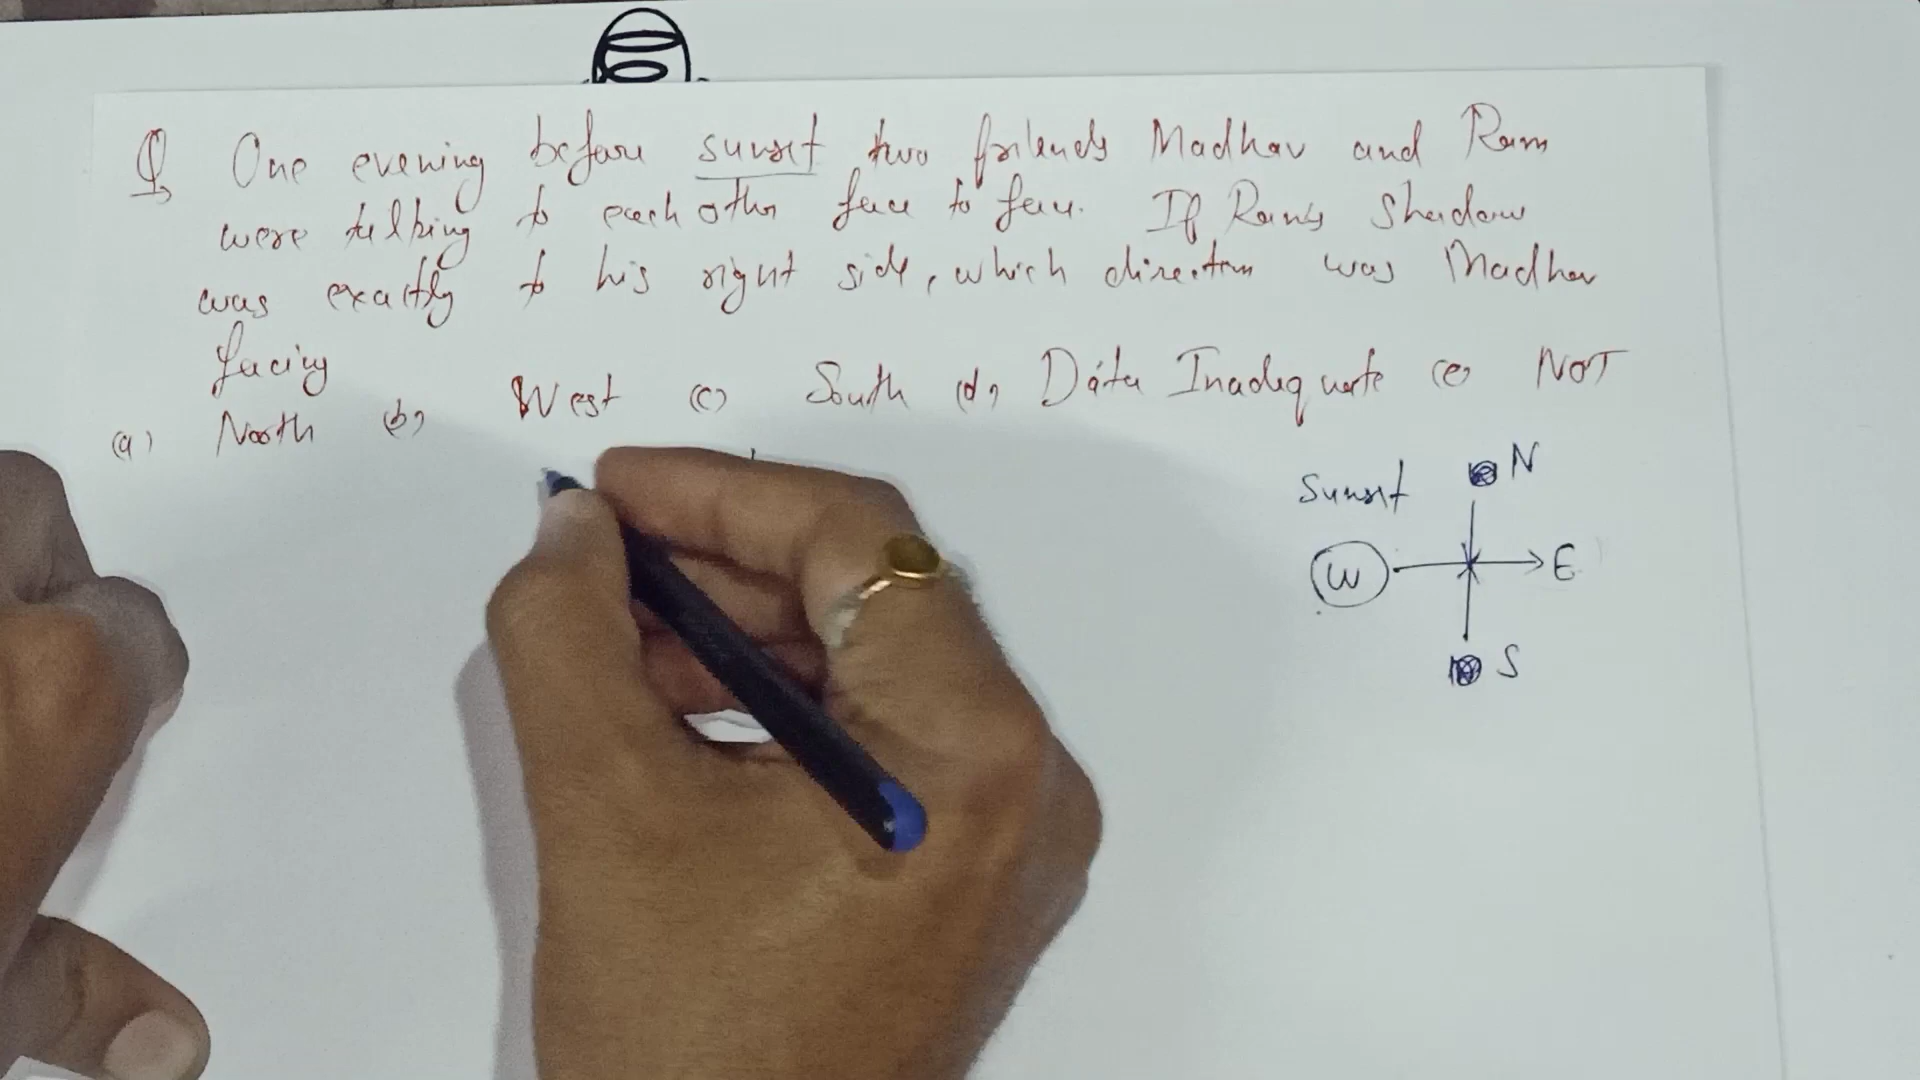 Q, One evening before sunset two friends Madhav and Ram
were talking to each other face to face. If Ram's Shadow
was exactly to his right side, which direction was Madhav
facing
(a) North (b) West (c) South (d) Data Inadequate (e) NOT
Sunset N
W E
S